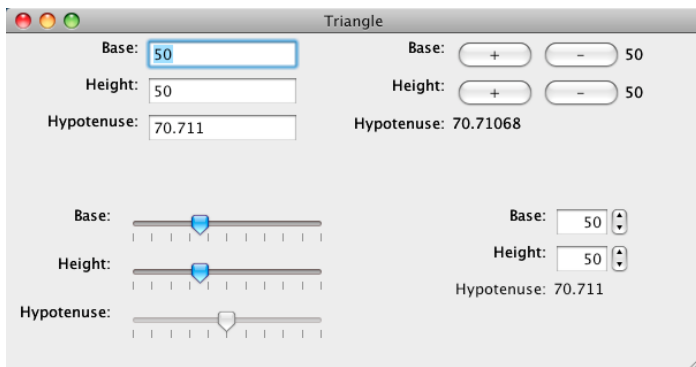 Triangle
Base: 50
Height: 50
Hypotenuse: 70.711
Base: + - 50
Height: + - 50
Hypotenuse: 70.71068
Base:
Height:
Hypotenuse:
Base: 50
Height: 50
Hypotenuse: 70.711